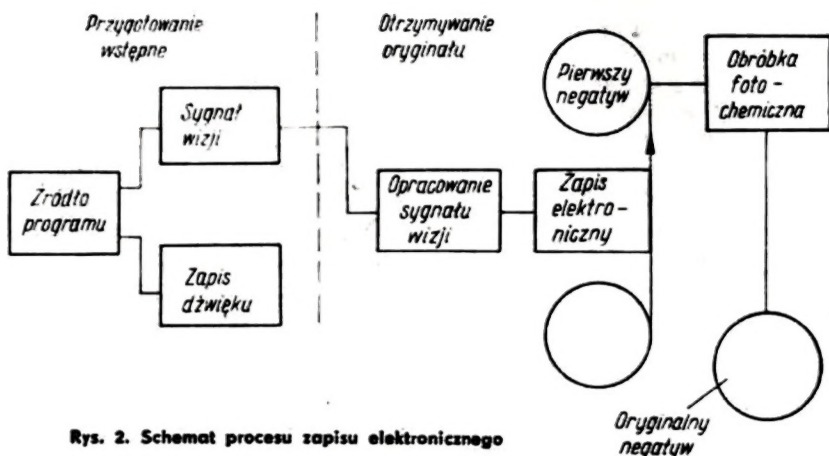 Przygotowanie
wstępne
Otrzymywanie
oryginału
Sygnał
wizji
Źródło
programu
Zapis
dźwięku
Opracowanie
sygnału
wizji
Zapis
elektro-
niczny
Pierwszy
negatyw
Obróbka
foto-
chemiczna
Oryginalny
negatyw
Rys. 2. Schemat procesu zapisu elektronicznego